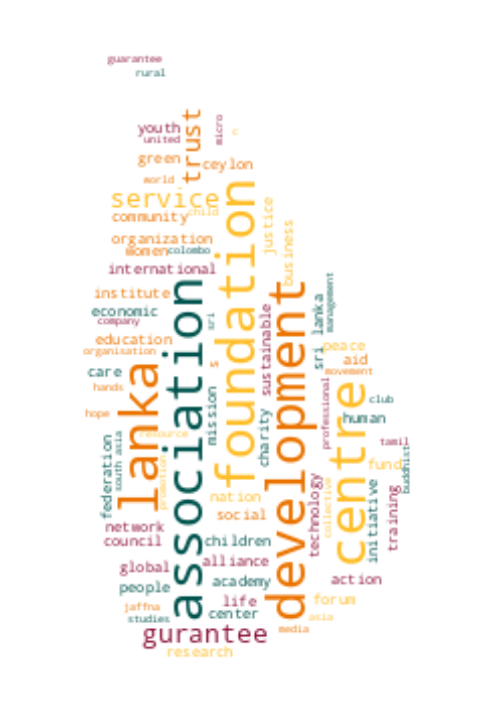 guarantee
rural
trust
micro
youth
c
united
green
ceylon
world
foundation
service
child
community
justice
business
organization
women
colombo
international
management
association
development
institute
sri lanka
economic
sustainable
company
sri
education
peace
organisation
lanka
is
aid
care
movement
professional
hands
centre
mission
club
hope
charity
human
resource
federation
south asia
tamil
buddhist
promotion
fund
nation
technology
collective
initiative
training
social
network
council
children
alliance
global
academy
action
people
life
forum
jaffna
center
studies
asia
gurantee
media
research